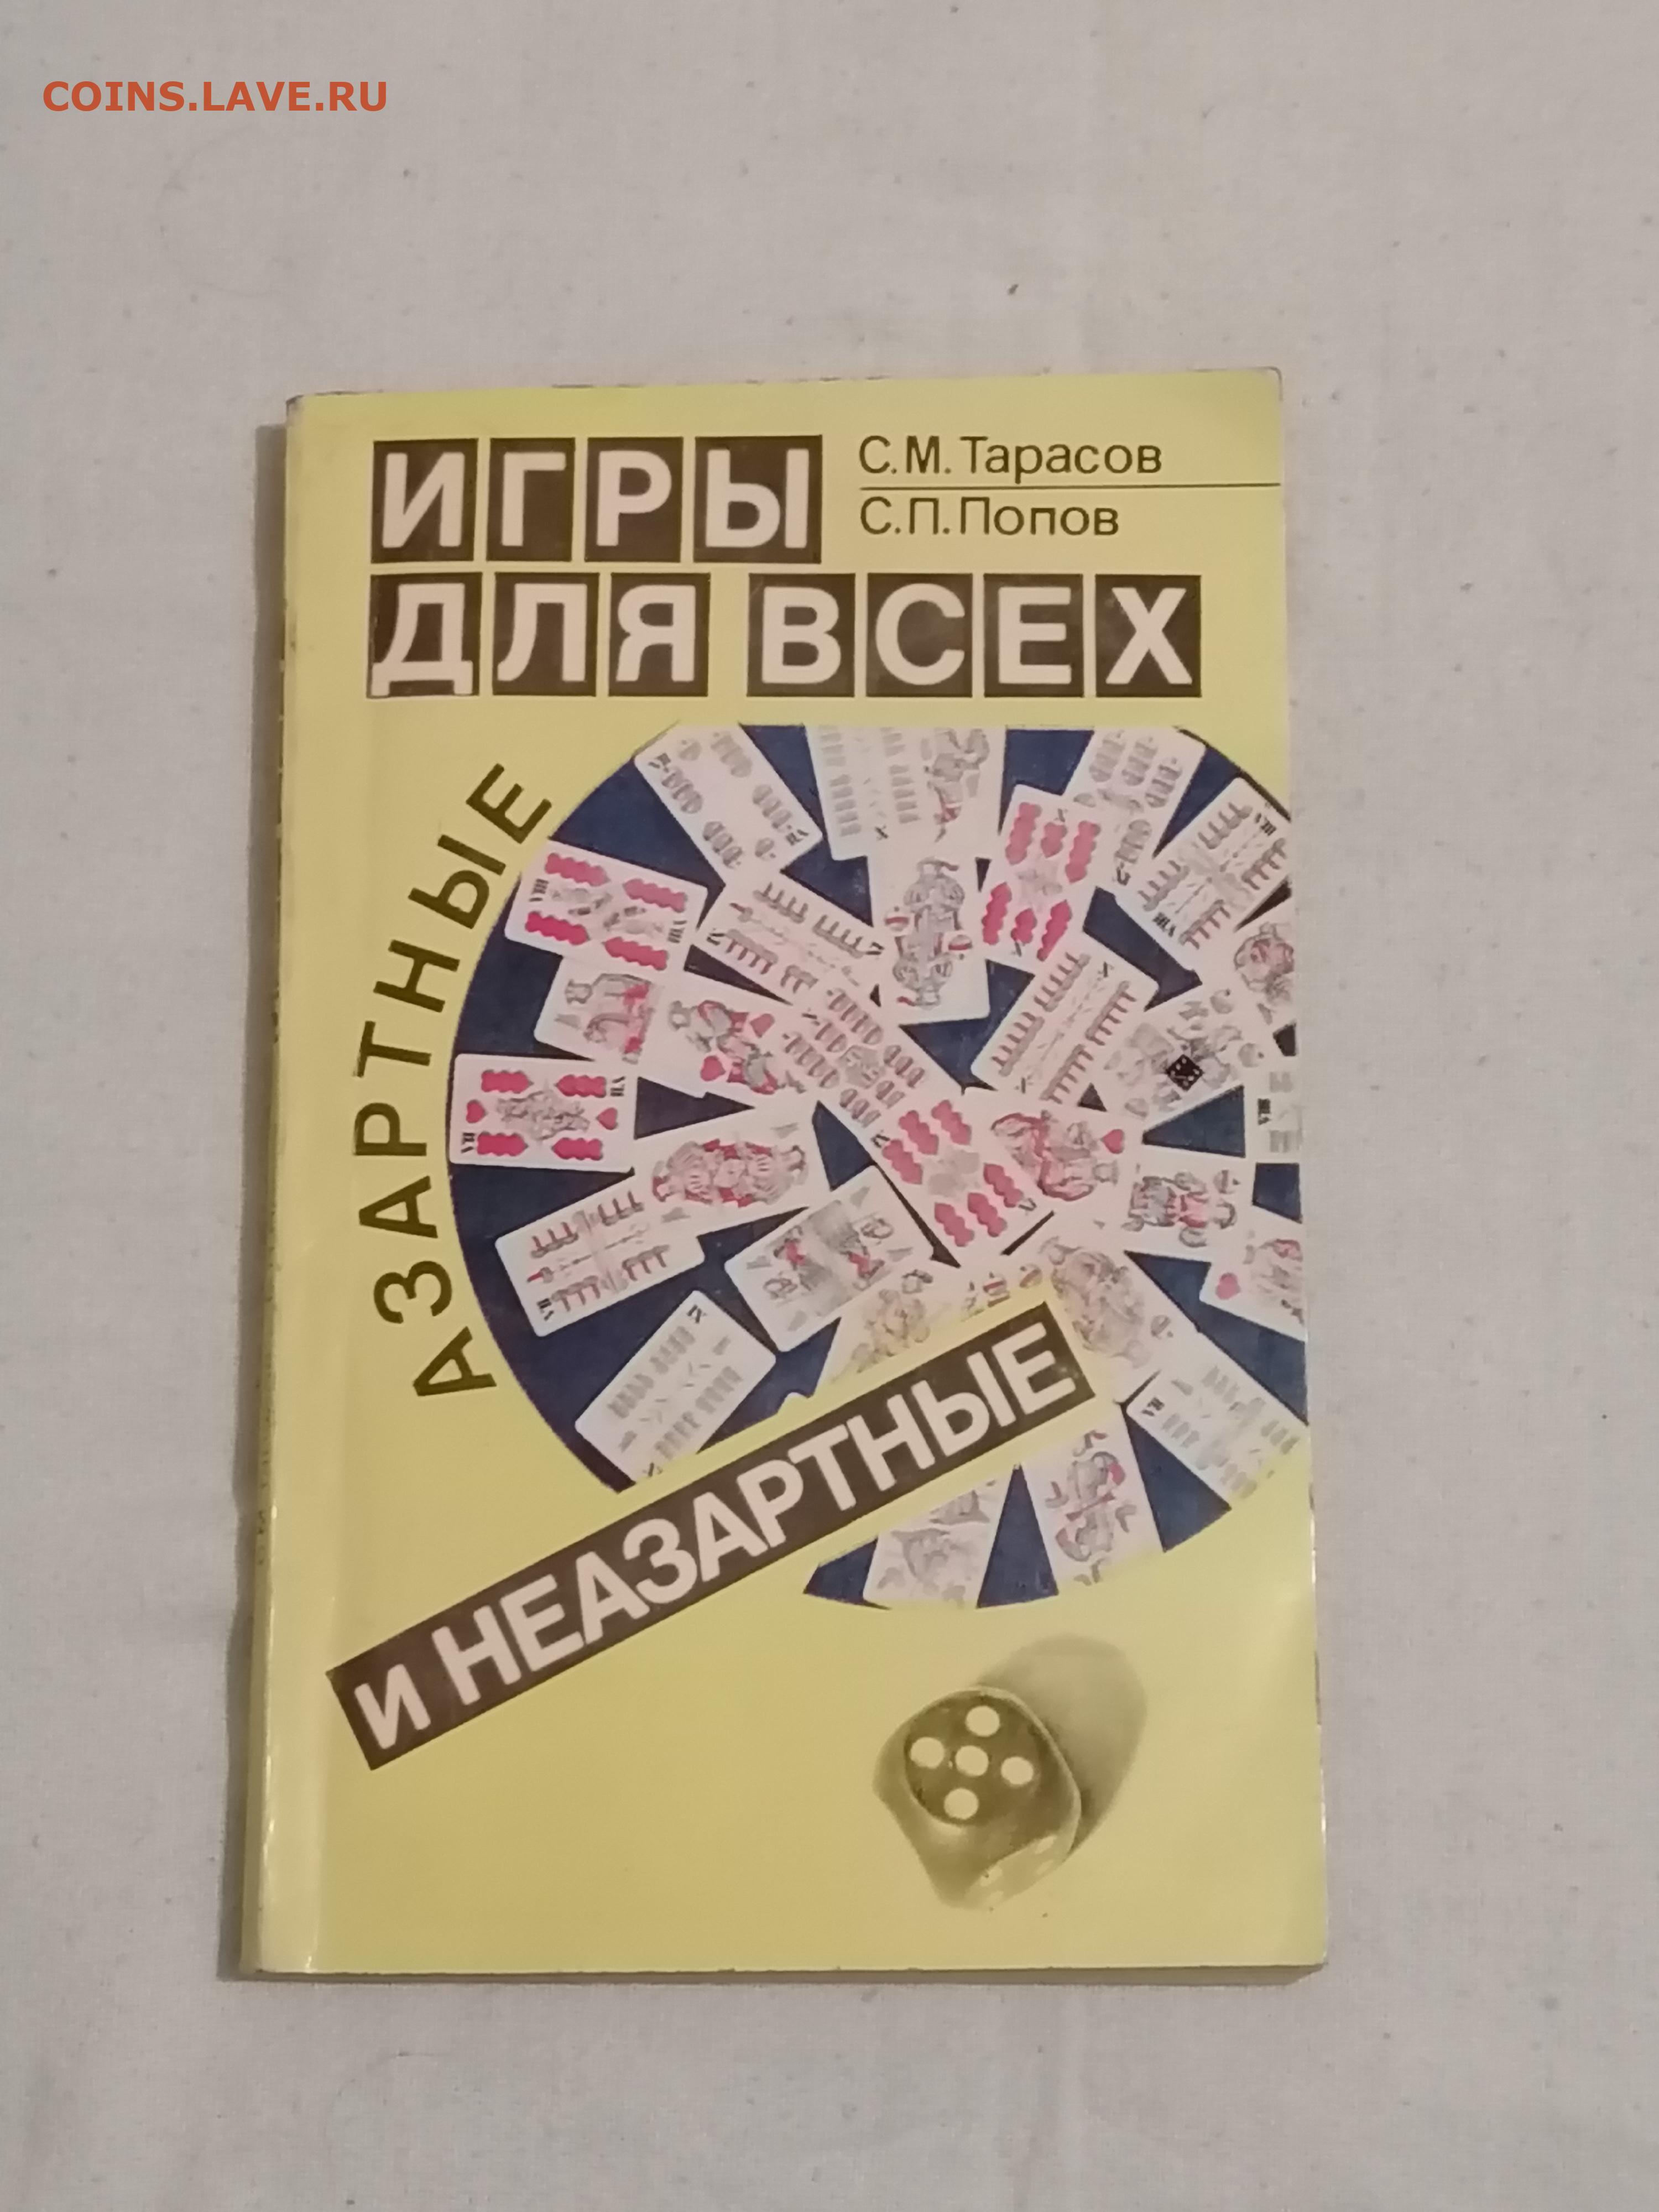 COINS.LAVE.RU
ИГРЫ
С.М.Тарасов
С.П.Попов
ДЛЯ ВСЕХ
АЗАРТНЫЕ
И НЕАЗАРТНЫЕ